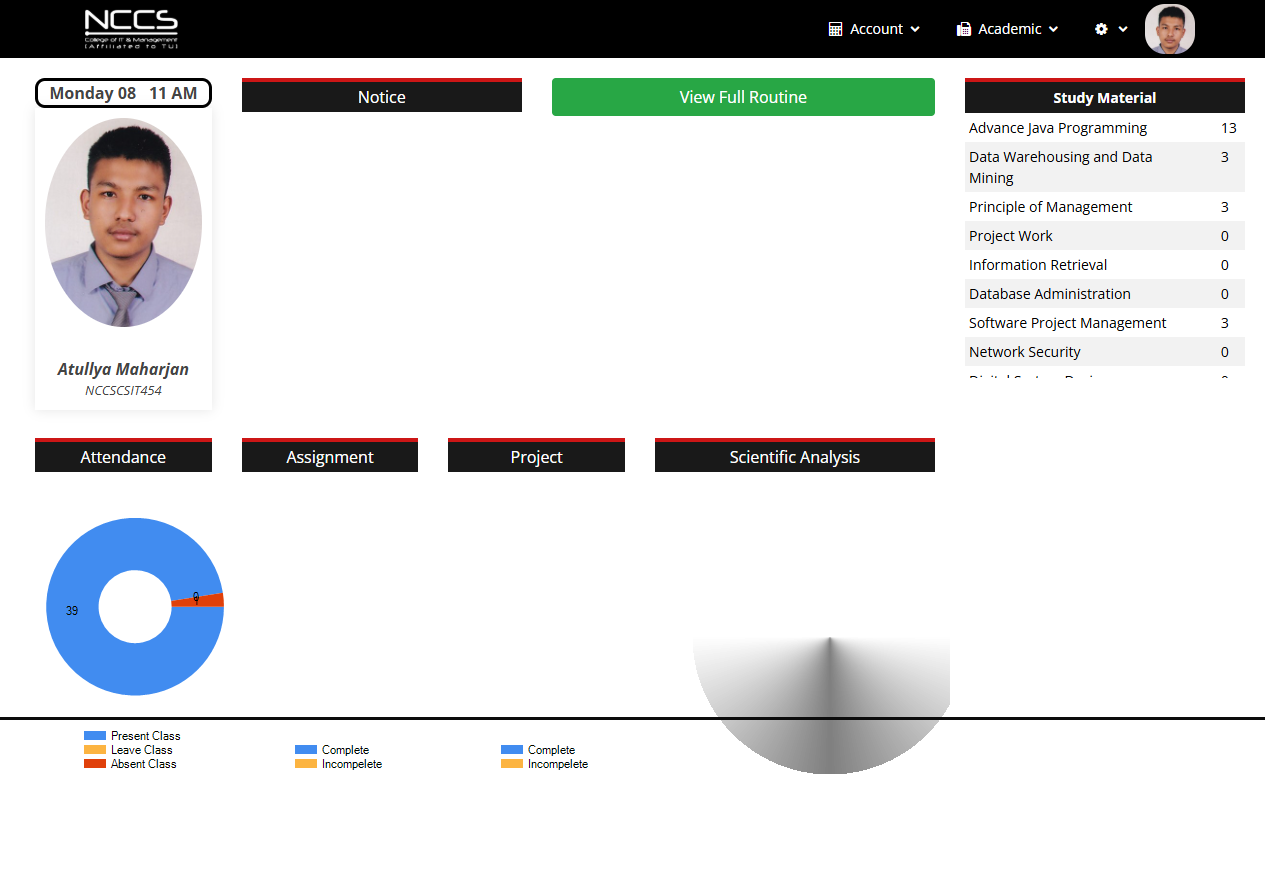 NCCS
College of IT & Management
(Affiliated to TU)
Account
Academic
Monday 08 11 AM
Atullya Maharjan
NCCSCSIT454
Notice
View Full Routine
Study Material
Advance Java Programming 13
Data Warehousing and Data 3
Mining
Principle of Management 3
Project Work 0
Information Retrieval 0
Database Administration 0
Software Project Management 3
Network Security 0
Attendance
Assignment
Project
Scientific Analysis
39
Present Class
Leave Class
Absent Class
Complete
Incompelete
Complete
Incompelete